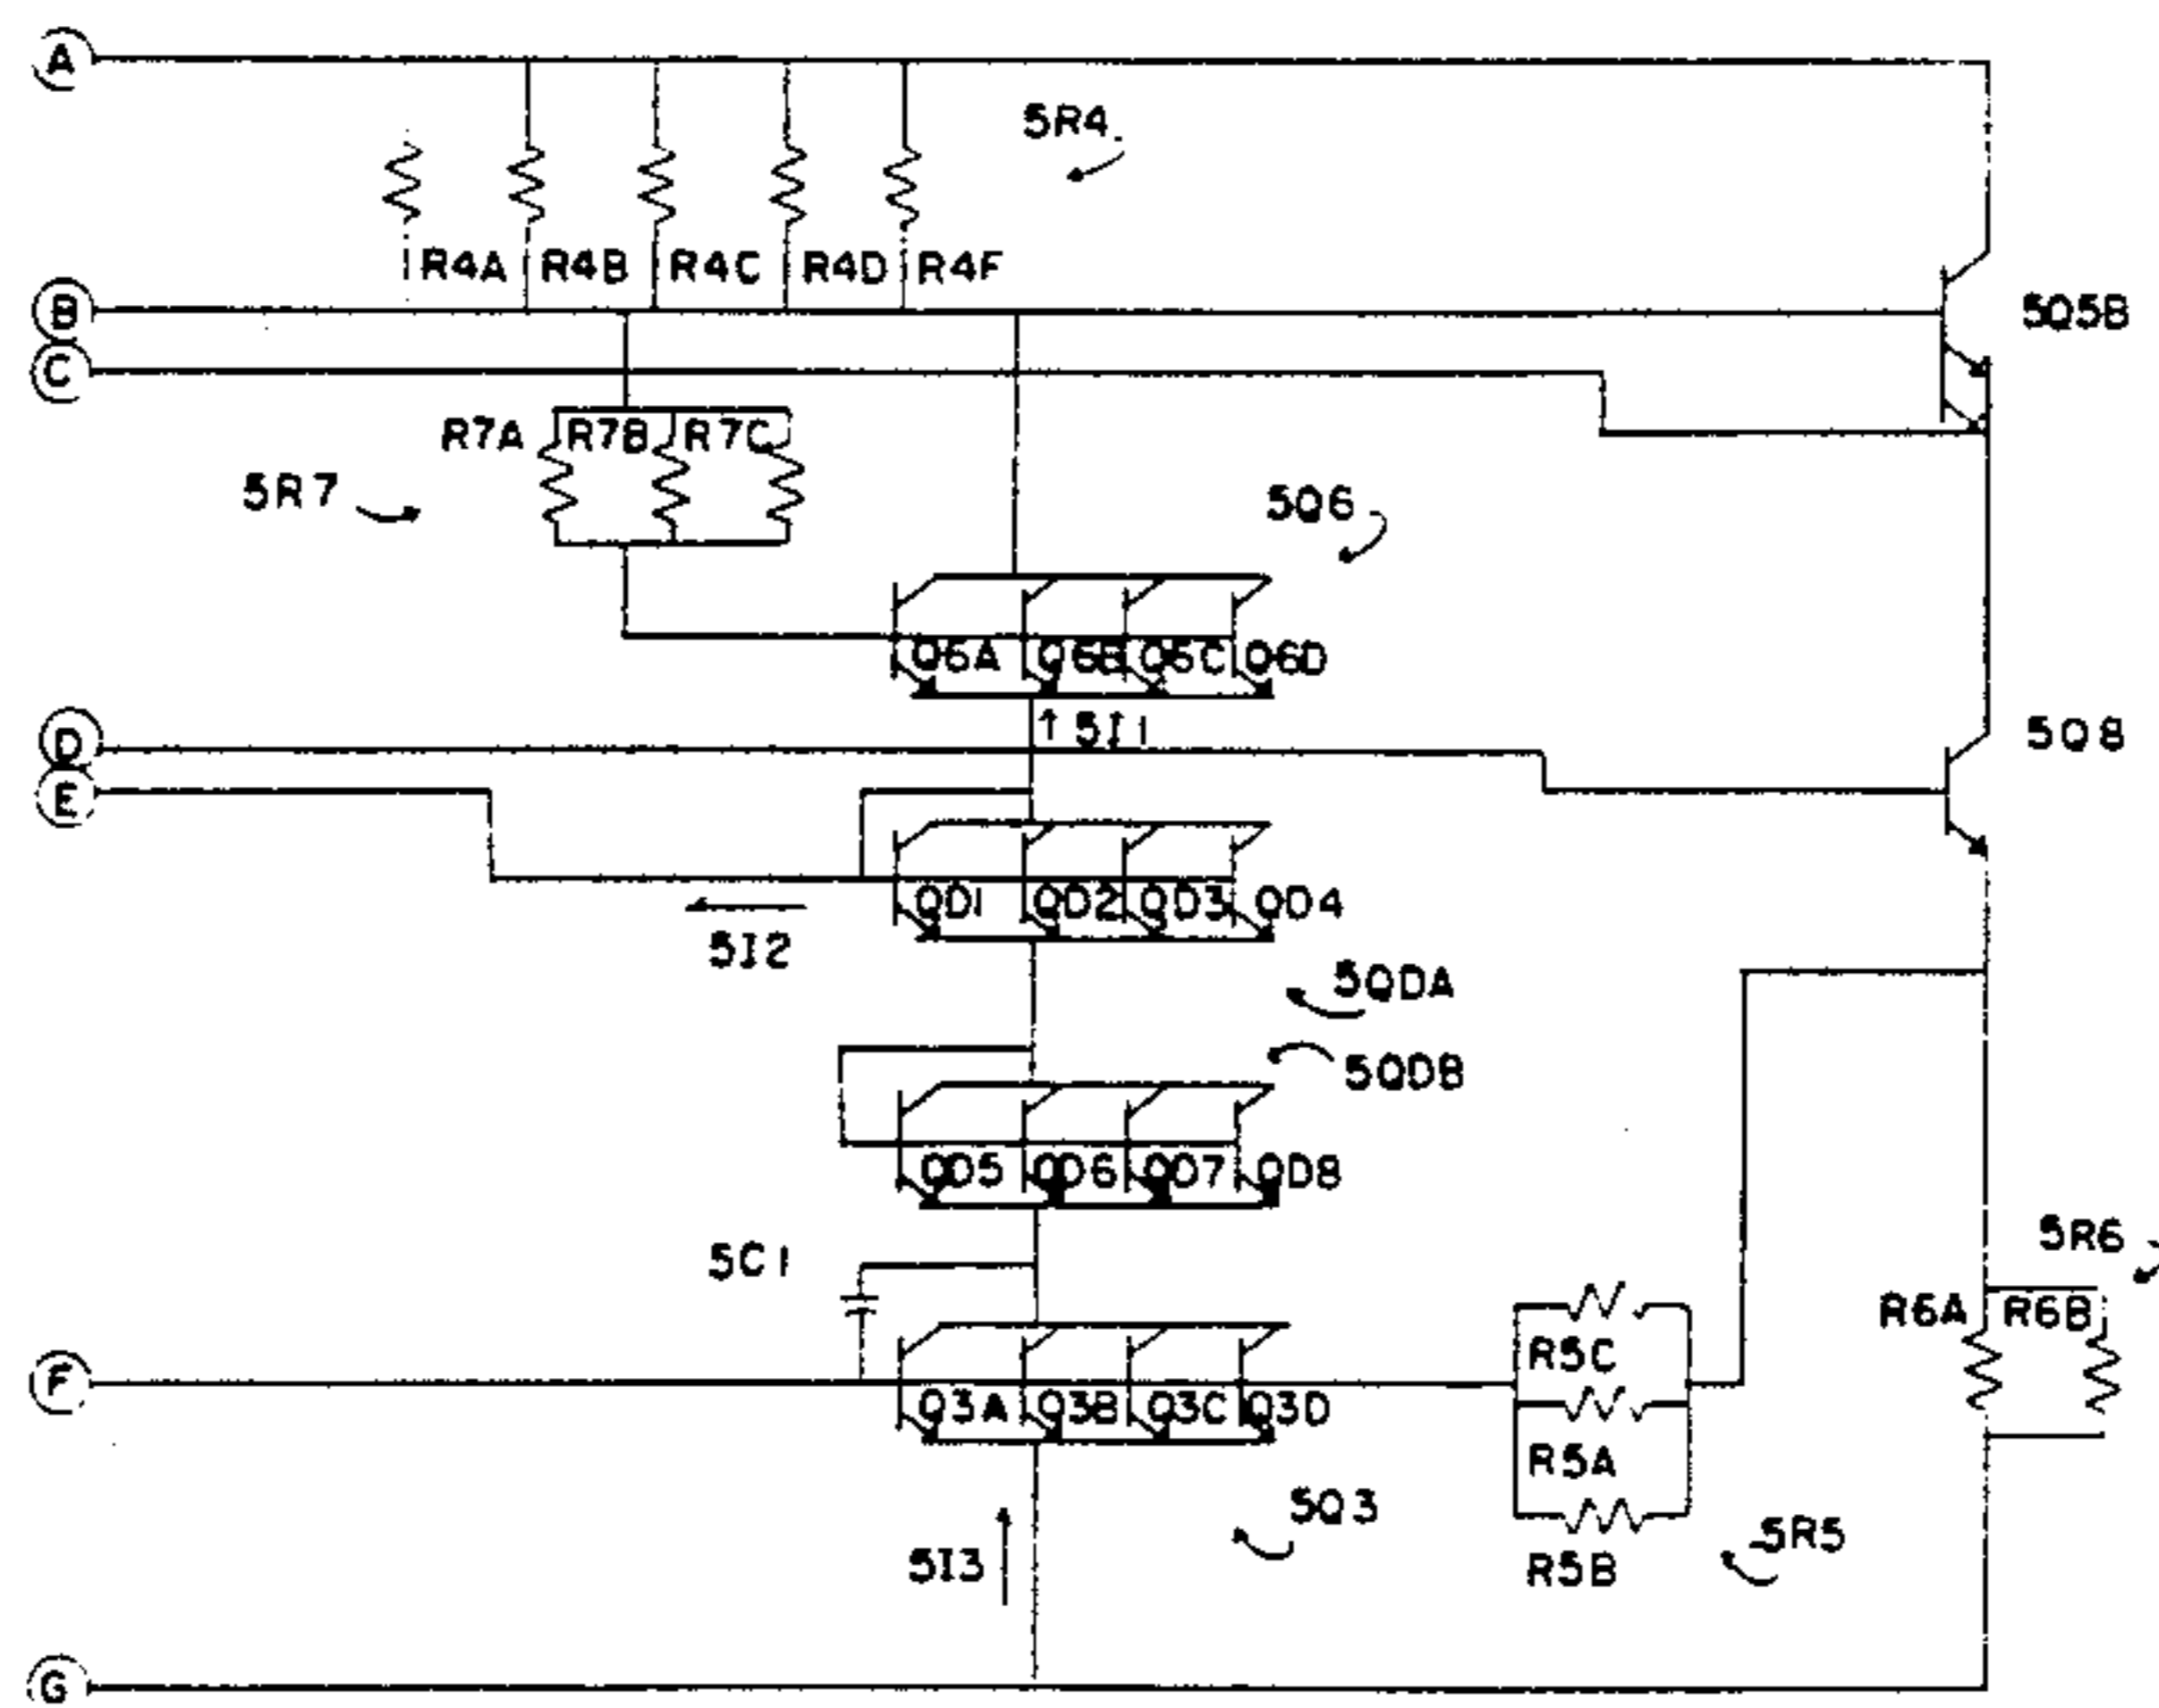 A
5R4
R4A R4B R4C R4D R4F
B
5Q5B
C
R7A R7B R7C
5R7
5Q6
Q6A Q6B Q6C Q6D
5I1
D
5Q8
E
QD1 QD2 QD3 QD4
5I2
5QDA
5QDB
QD5 QD6 QD7 QD8
5C1
5R6
R6A R6B
R5C
F
Q3A Q3B Q3C Q3D
R5A
5Q3
5R5
5I3
R5B
G